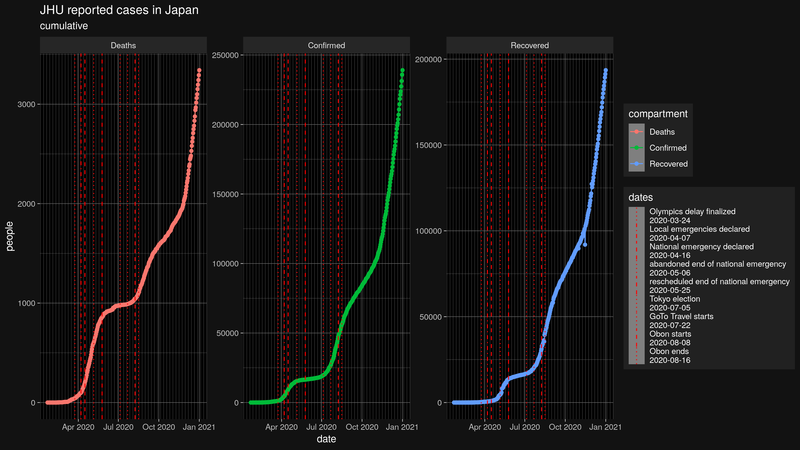 JHU reported cases in Japan
cumulative
Deaths
Confirmed
Recovered
people
3000
2000
1000
0
250000
200000
150000
100000
50000
0
200000
150000
100000
50000
0
Apr 2020 Jul 2020 Oct 2020 Jan 2021
Apr 2020 Jul 2020 Oct 2020 Jan 2021
Apr 2020 Jul 2020 Oct 2020 Jan 2021
date
compartment
Deaths
Confirmed
Recovered
dates
Olympics delay finalized
2020-03-24
Local emergencies declared
2020-04-07
National emergency declared
2020-04-16
abandoned end of national emergency
2020-05-06
rescheduled end of national emergency
2020-05-25
Tokyo election
2020-07-05
GoTo Travel starts
2020-07-22
Obon starts
2020-08-08
Obon ends
2020-08-16